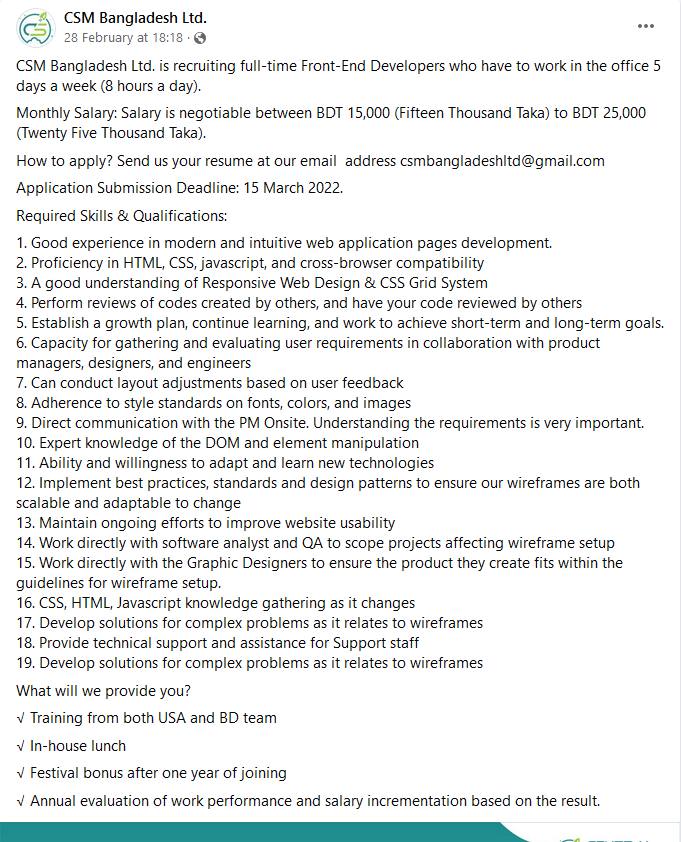 CSM Bangladesh Ltd.
28 February at 18:18 ·
CSM Bangladesh Ltd. is recruiting full-time Front-End Developers who have to work in the office 5
days a week (8 hours a day).
Monthly Salary: Salary is negotiable between BDT 15,000 (Fifteen Thousand Taka) to BDT 25,000
(Twenty Five Thousand Taka).
How to apply? Send us your resume at our email  address csmbangladeshltd@gmail.com
Application Submission Deadline: 15 March 2022.
Required Skills & Qualifications:
1. Good experience in modern and intuitive web application pages development.
2. Proficiency in HTML, CSS, javascript, and cross-browser compatibility
3. A good understanding of Responsive Web Design & CSS Grid System
4. Perform reviews of codes created by others, and have your code reviewed by others
5. Establish a growth plan, continue learning, and work to achieve short-term and long-term goals.
6. Capacity for gathering and evaluating user requirements in collaboration with product
managers, designers, and engineers
7. Can conduct layout adjustments based on user feedback
8. Adherence to style standards on fonts, colors, and images
9. Direct communication with the PM Onsite. Understanding the requirements is very important.
10. Expert knowledge of the DOM and element manipulation
11. Ability and willingness to adapt and learn new technologies
12. Implement best practices, standards and design patterns to ensure our wireframes are both
scalable and adaptable to change
13. Maintain ongoing efforts to improve website usability
14. Work directly with software analyst and QA to scope projects affecting wireframe setup
15. Work directly with the Graphic Designers to ensure the product they create fits within the
guidelines for wireframe setup.
16. CSS, HTML, Javascript knowledge gathering as it changes
17. Develop solutions for complex problems as it relates to wireframes
18. Provide technical support and assistance for Support staff
19. Develop solutions for complex problems as it relates to wireframes
What will we provide you?
√ Training from both USA and BD team
√ In-house lunch
√ Festival bonus after one year of joining
√ Annual evaluation of work performance and salary incrementation based on the result.